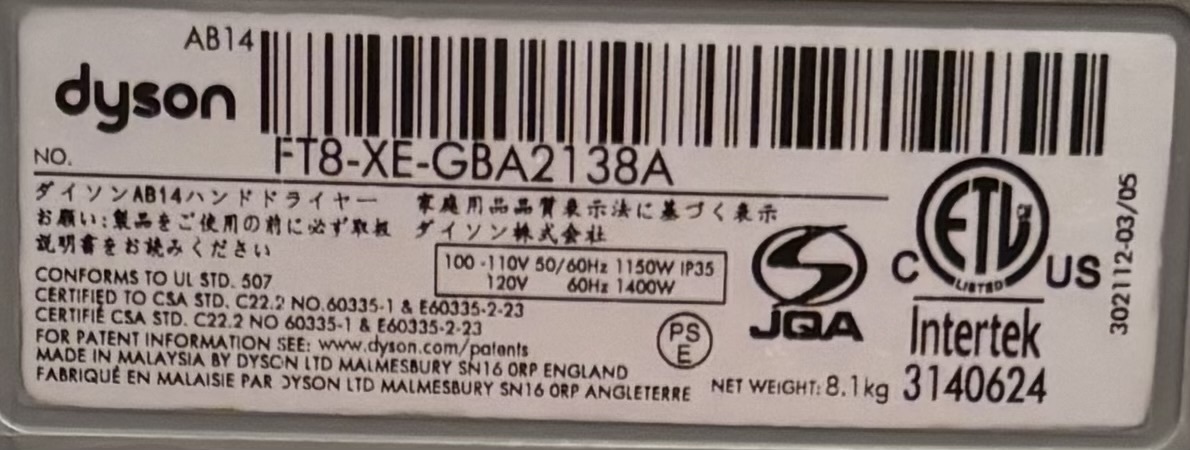 AB14
dyson
NO. FT8-XE-GBA2138A
ダイソンAB14ハンドドライヤー
お願い:製品をご使用の前に必ず取扱
説明書をお読みください
家庭用品品質表示法に基づく表示
ダイソン株式会社
100 -110V 50/60Hz 1150W IP35
120V 60Hz 1400W
CONFORMS TO UL STD. 507
CERTIFIED TO CSA STD. C22.2 NO.60335-1 & E60335-2-23
CERTIFIÉ CSA STD. C22.2 NO 60335-1 & E60335-2-23
FOR PATENT INFORMATION SEE: www.dyson.com/patents
MADE IN MALAYSIA BY DYSON LTD MALMESBURY SN16 0RP ENGLAND
FABRIQUÉ EN MALAISIE PAR DYSON LTD MALMESBURY SN16 0RP ANGLETERRE
PS
E
JQA
NET WEIGHT: 8.1kg
C ETL US
LISTED
Intertek
3140624
302112-03/05